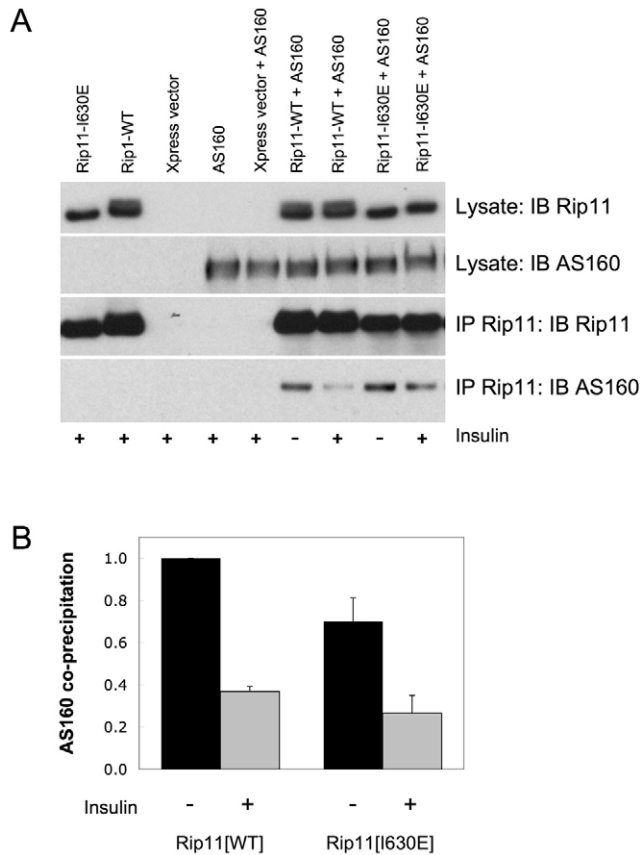 A
Rip11-I630E
Rip1-WT
Xpress vector
AS160
Xpress vector + AS160
Rip11-WT + AS160
Rip11-WT + AS160
Rip11-I630E + AS160
Rip11-I630E + AS160
Lysate: IB Rip11
Lysate: IB AS160
IP Rip11: IB Rip11
IP Rip11: IB AS160
+ + + + + - + - + Insulin
B
AS160 co-precipitation
1.0
0.8
0.6
0.4
0.2
0.0
Insulin - + - +
Rip11[WT] Rip11[I630E]